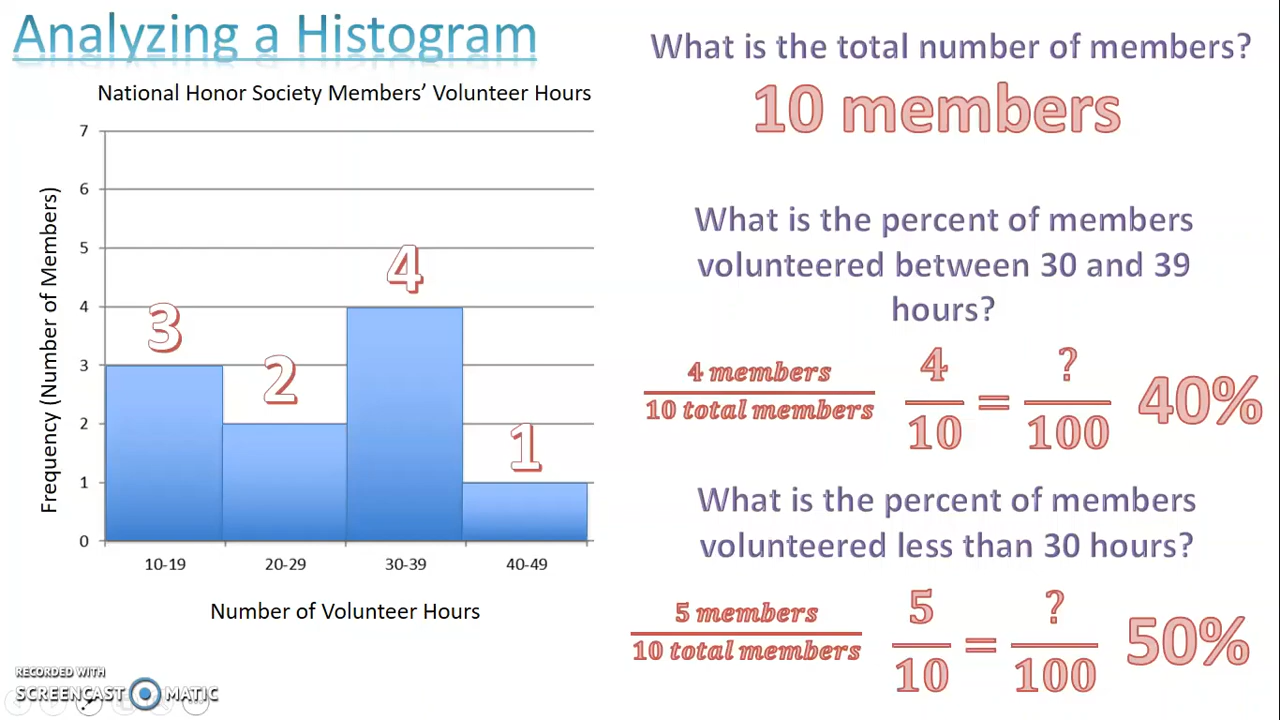 Analyzing a Histogram
National Honor Society Members' Volunteer Hours
Frequency (Number of Members)
7
6
5
4
3
2
1
0
3
2
4
1
10-19 20-29 30-39 40-49
Number of Volunteer Hours
What is the total number of members?
10 members
What is the percent of members
volunteered between 30 and 39
hours?
4 members
10 total members
4
10
=
?
100
40%
What is the percent of members
volunteered less than 30 hours?
5 members
10 total members
5
10
=
?
100
50%
RECORDED WITH
SCREENCAST MATIC